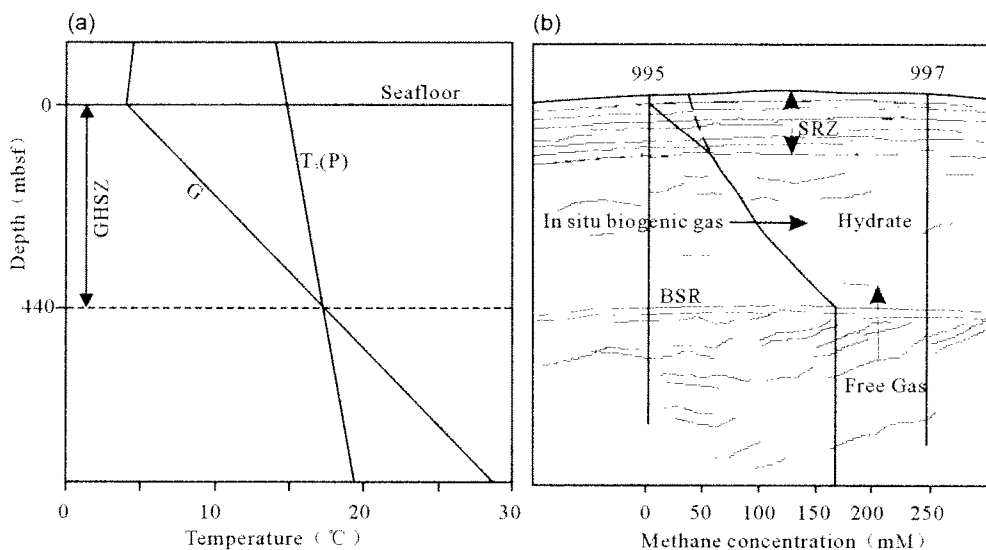 (a)
0
440
Depth (mbsf)
GHSZ
G
T.(P)
Seafloor
0
10
20
30
Temperature (℃)
(b)
995
997
SRZ
In situ biogenic gas
Hydrate
BSR
Free Gas
0
50
100
150
200
250
Methane concentration (mM)